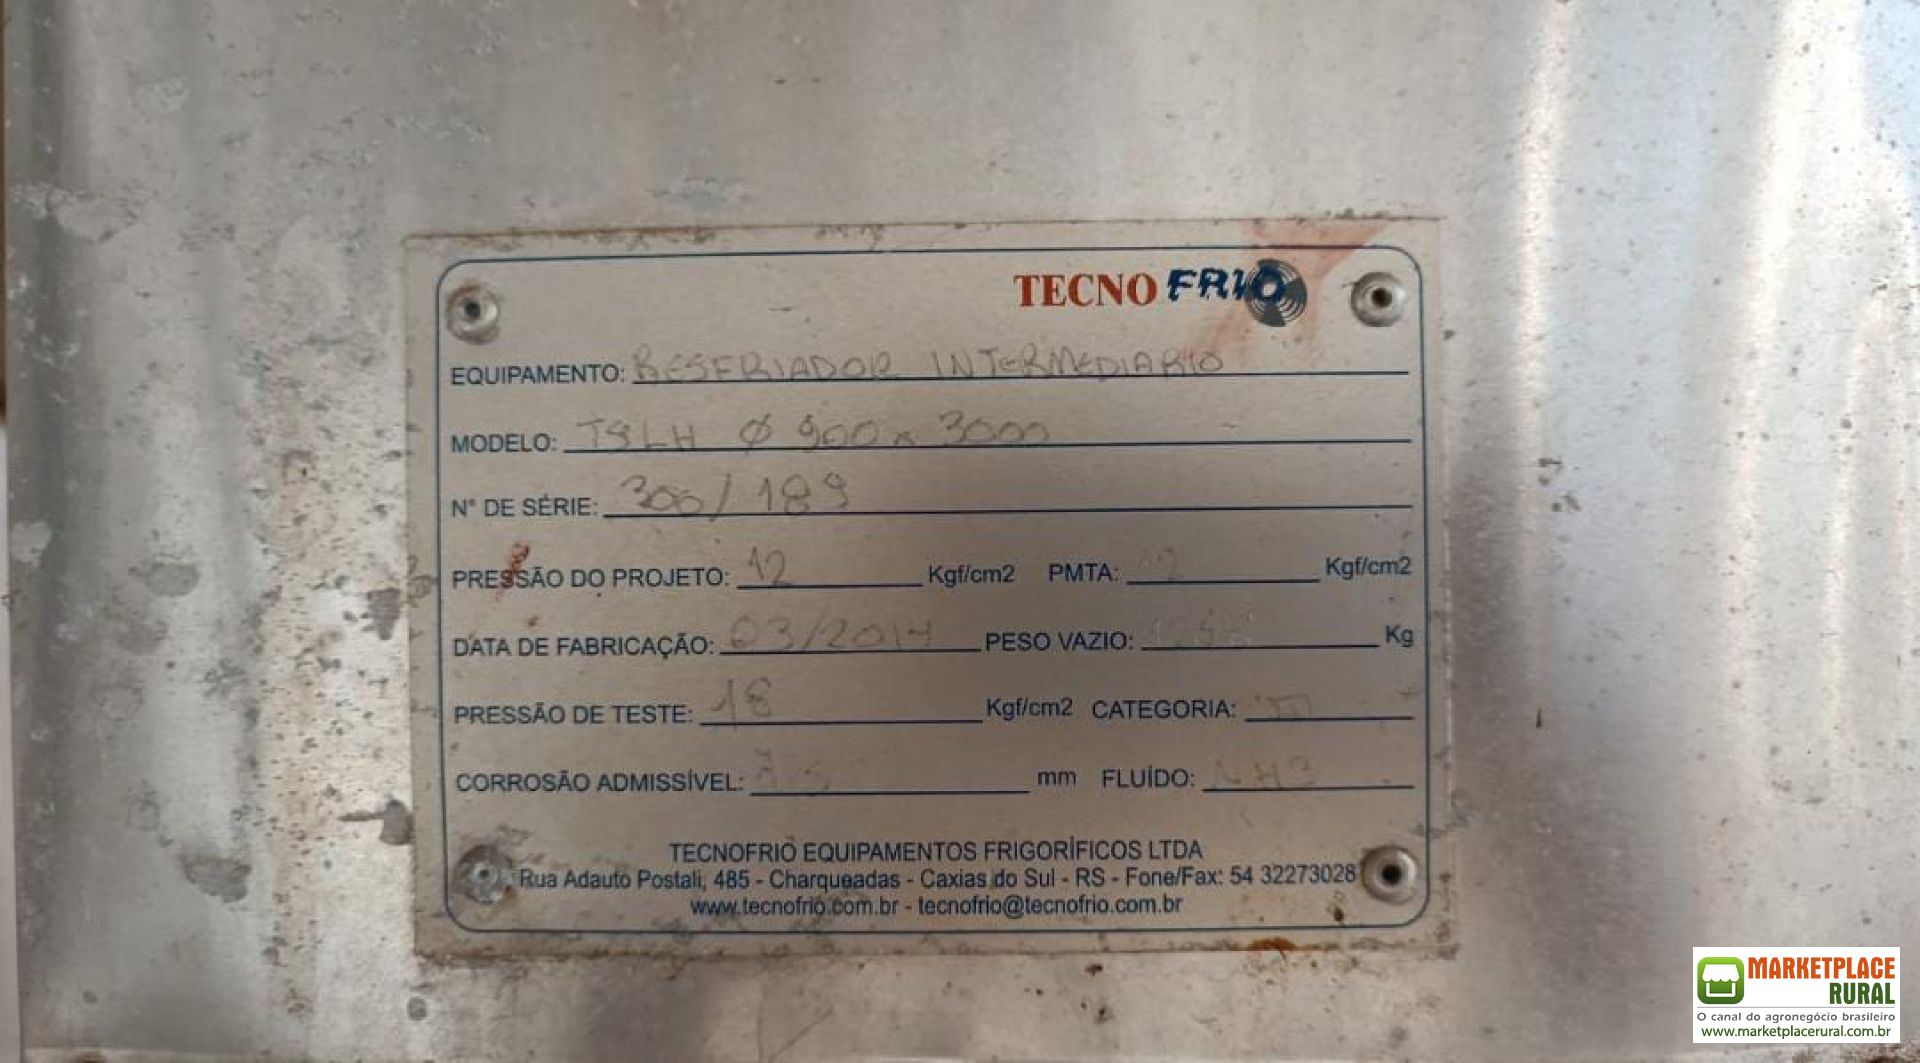 TECNO FRIO
EQUIPAMENTO: RESFRIADOR INTERMEDIARIO
MODELO: TSLH Ø 900 x 3000
N° DE SÉRIE: 300/189
PRESSÃO DO PROJETO: 12 Kgf/cm2 PMTA: Kgf/cm2
DATA DE FABRICAÇÃO: 03/2014 PESO VAZIO: Kg
PRESSÃO DE TESTE: 18 Kgf/cm2 CATEGORIA:
CORROSÃO ADMISSÍVEL: mm FLUÍDO: NH3
TECNOFRIO EQUIPAMENTOS FRIGORÍFICOS LTDA
Rua Adauto Postali, 485 - Charqueadas - Caxias do Sul - RS - Fone/Fax: 54 32273028
www.tecnofrio.com.br - tecnofrio@tecnofrio.com.br
MARKETPLACE
RURAL
O canal do agronegócio brasileiro
www.marketplacerural.com.br